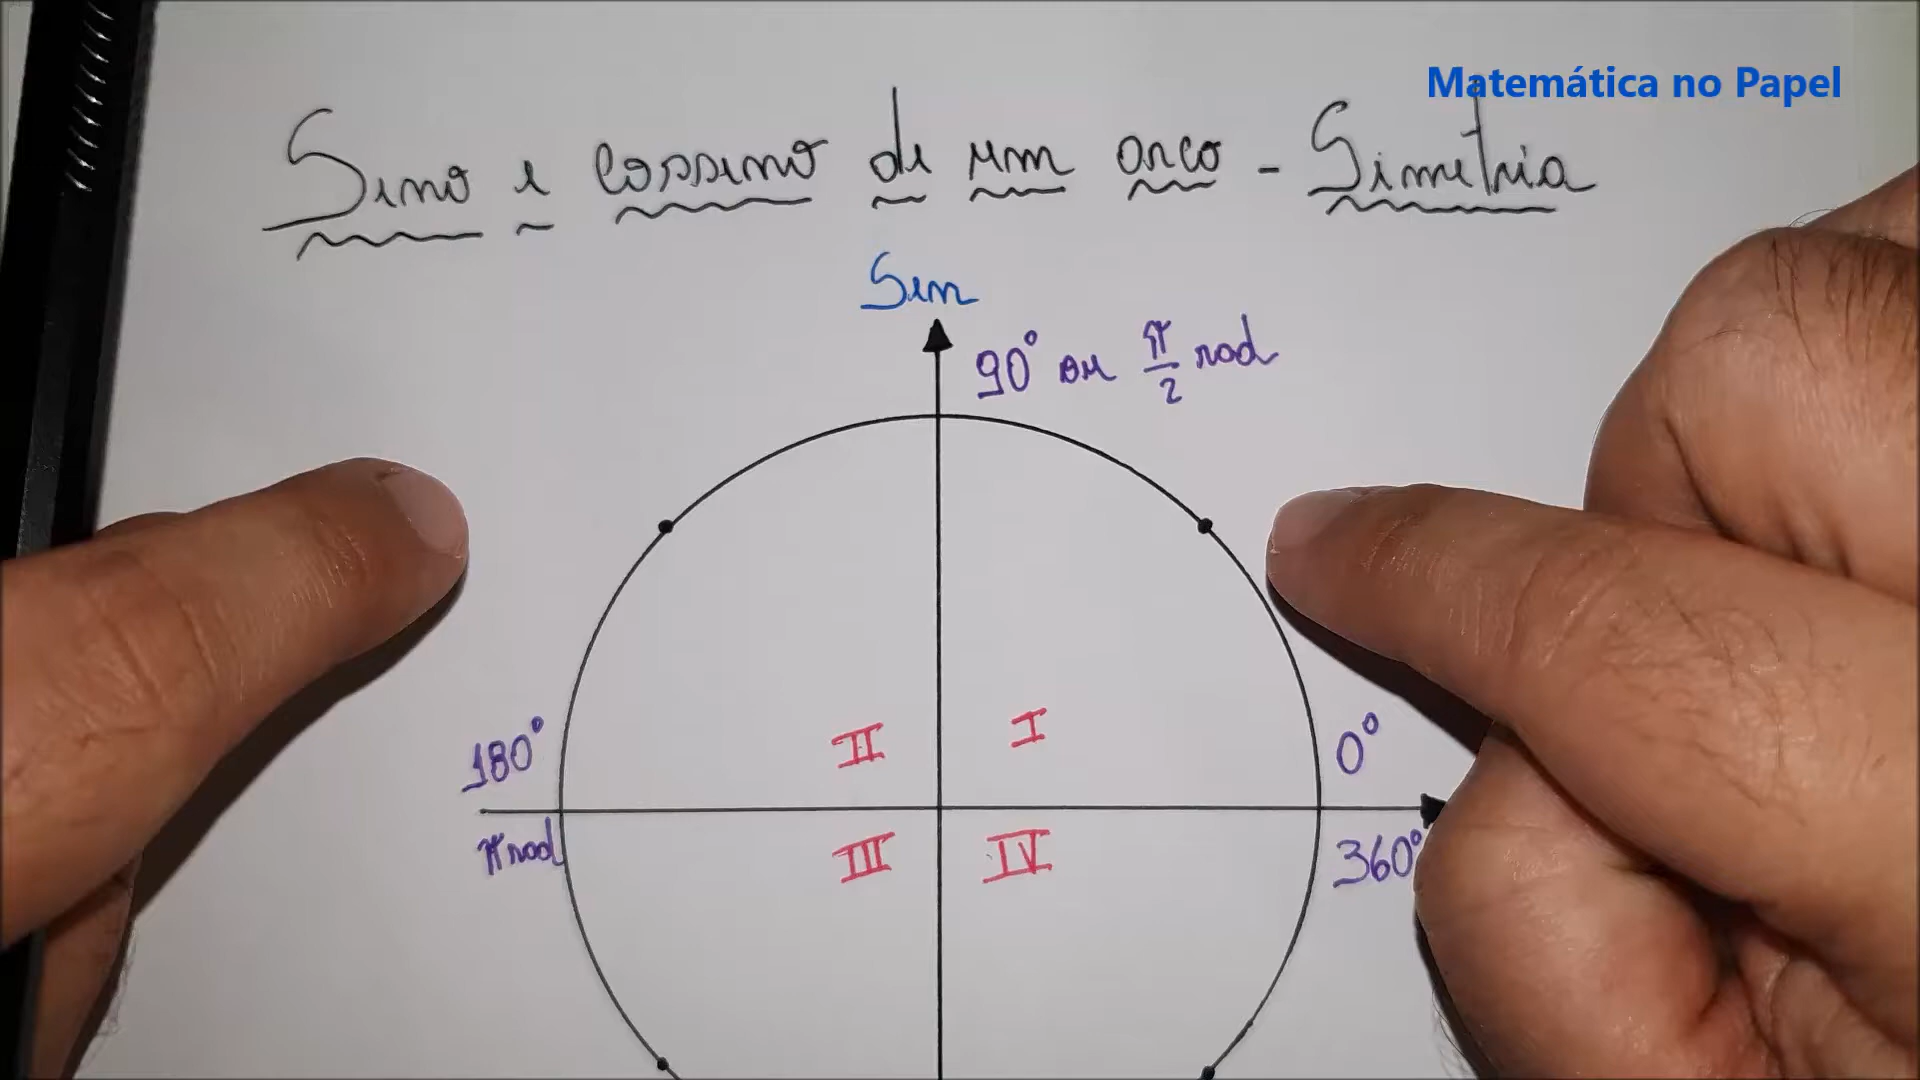 Matemática no Papel
Seno e cosseno de um arco - Simetria
Sen
90° ou π/2 rad
180°
II
I
0°
π rad
III
IV
360°